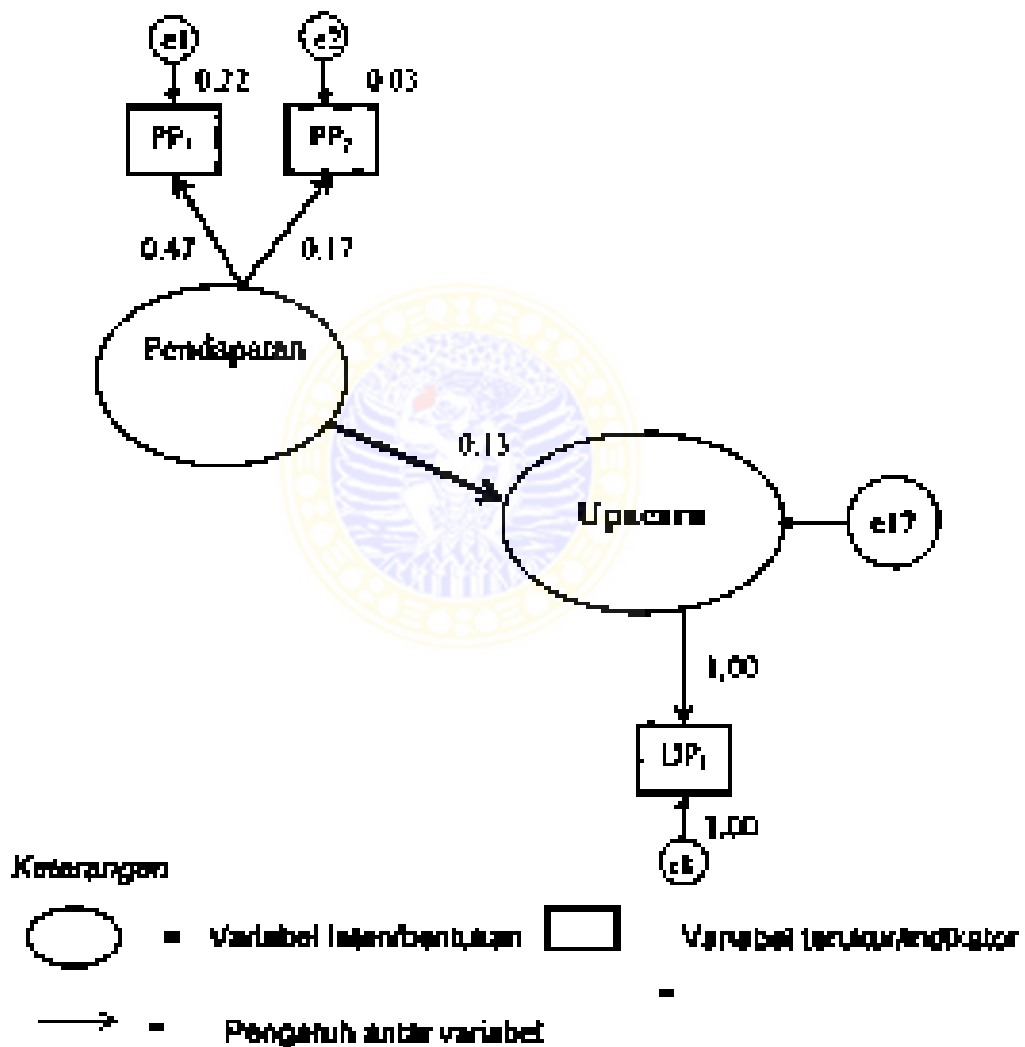 e1 e2
0.22 0.03
PP₁ PP₂
0.47 0.17
Pendapatan
0.13
Upacara
e17
1,00
UP₁
1,00
Keterangan
= Variabel laten/bentukan
= Variabel terukur/indikator
= Pengaruh antar variabel